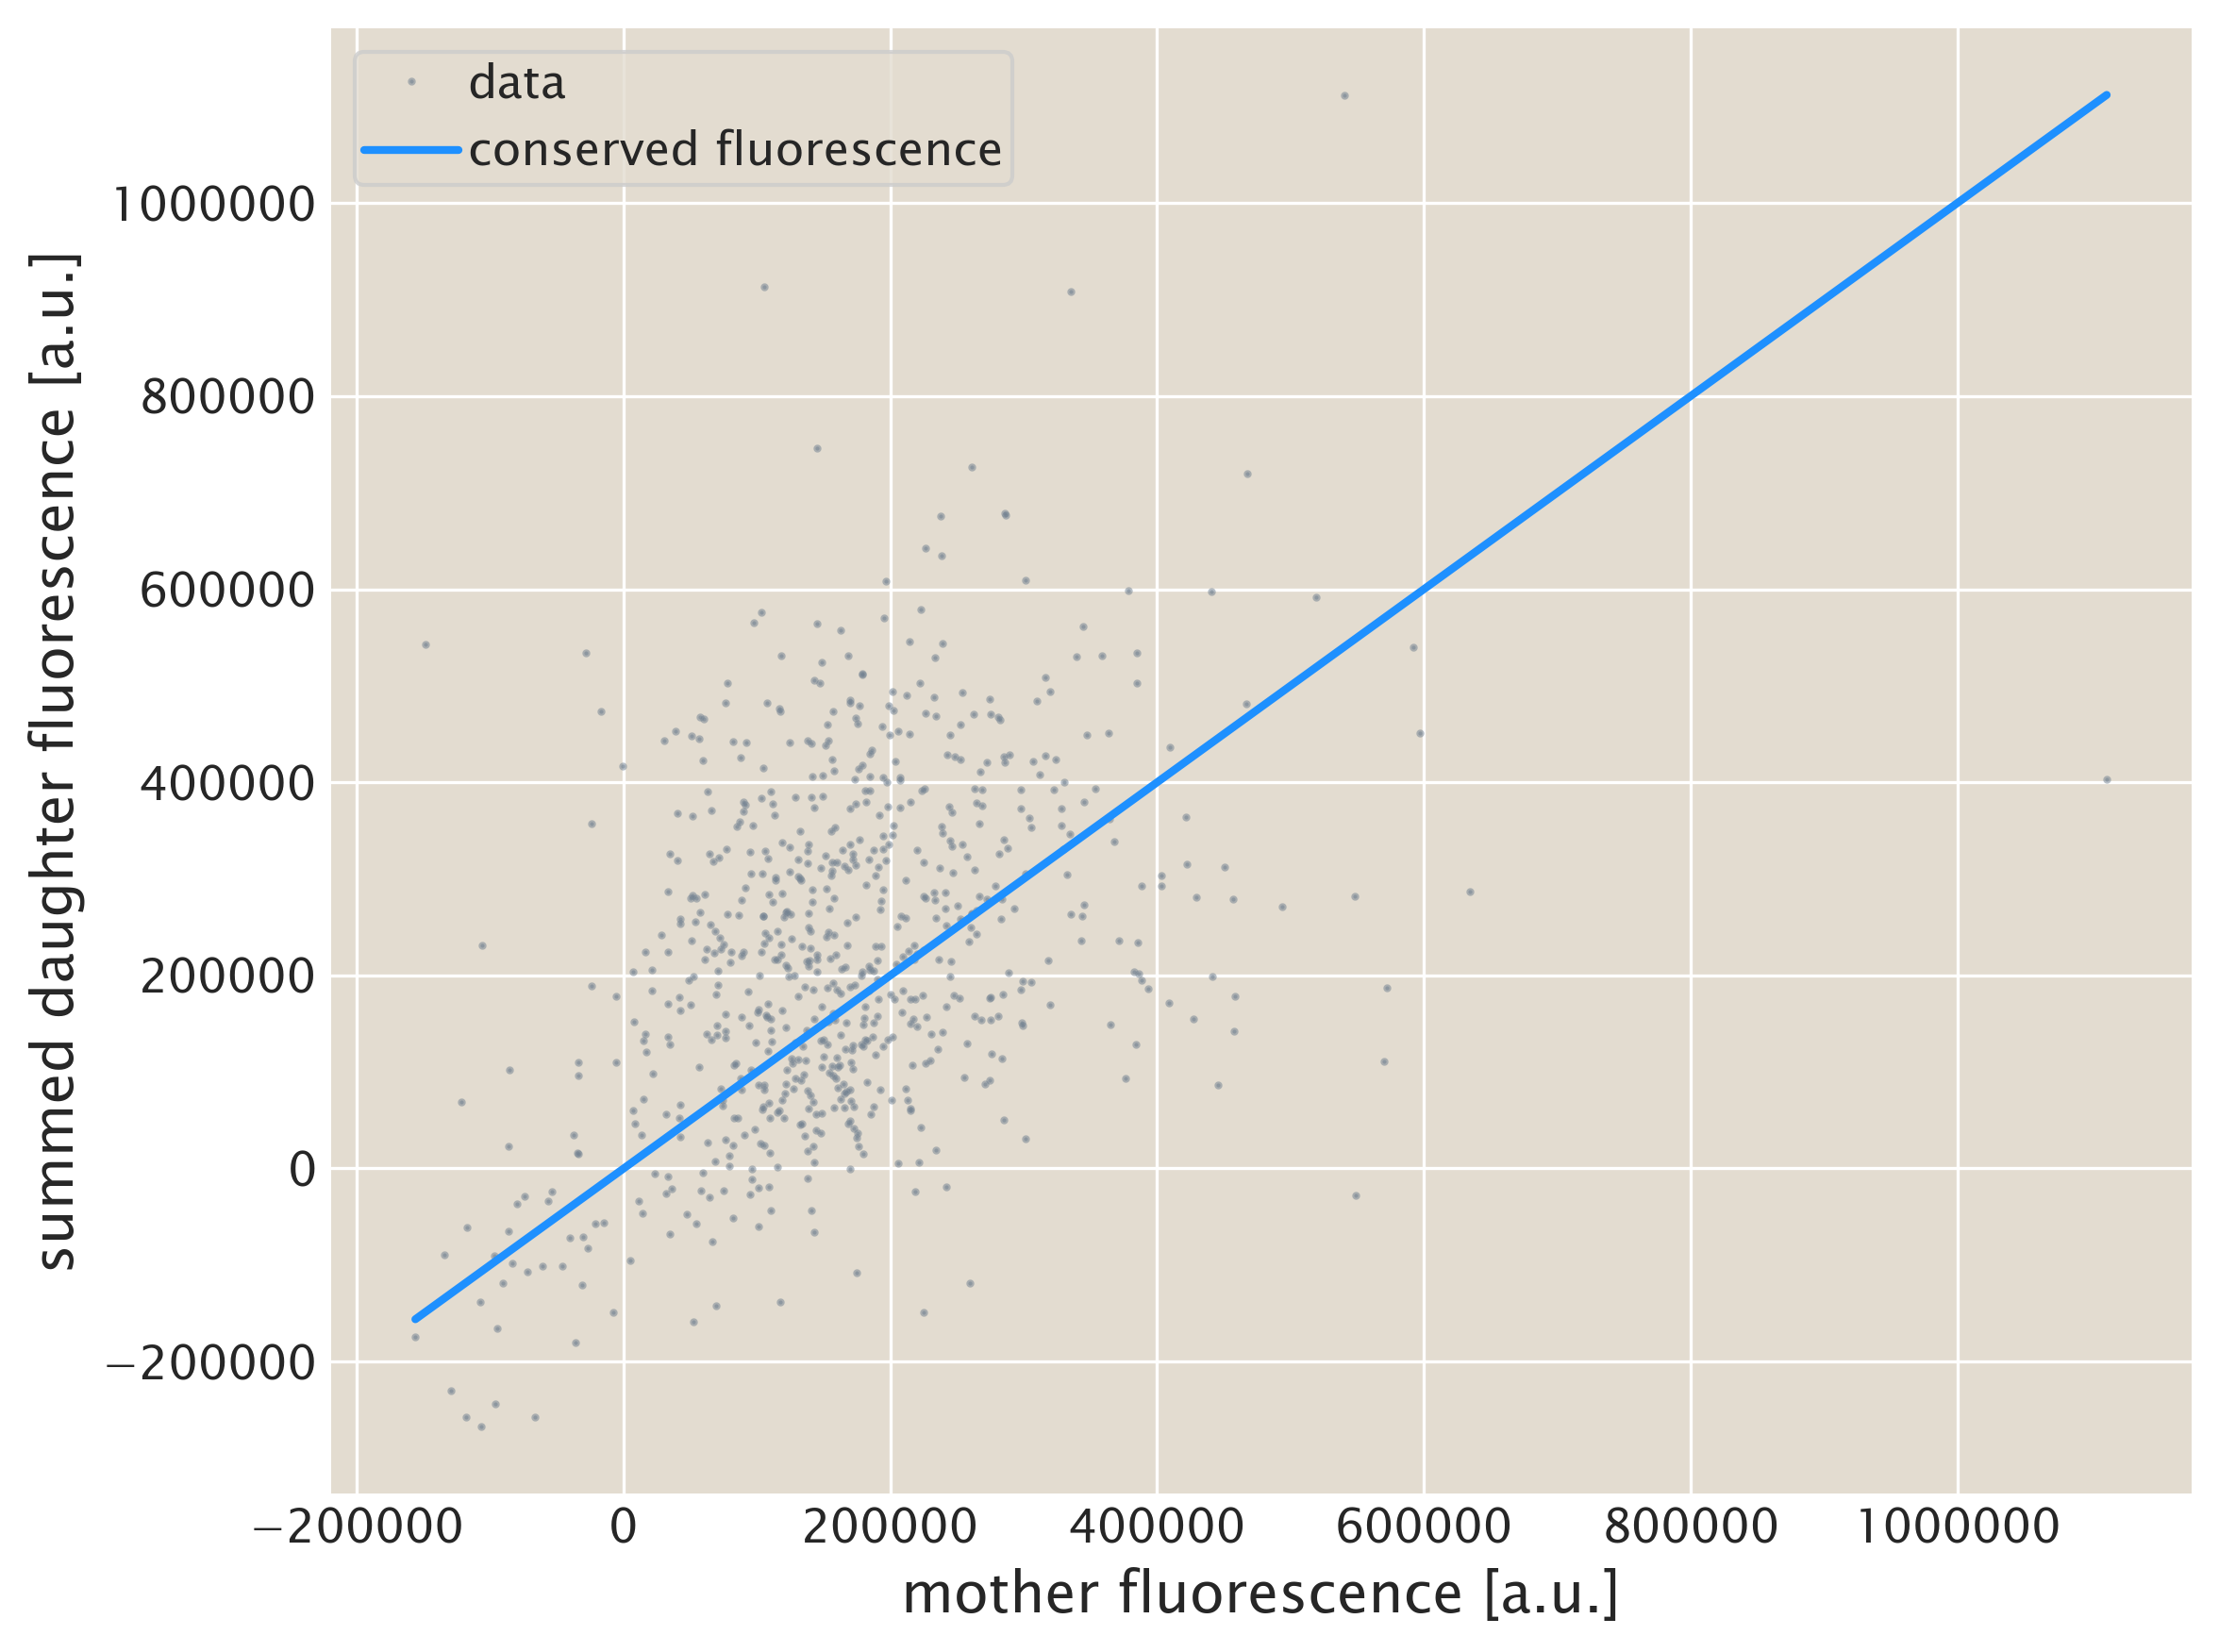 data
conserved fluorescence
summed daughter fluorescence [a.u.]
1000000
800000
600000
400000
200000
0
−200000
−200000 0 200000 400000 600000 800000 1000000
mother fluorescence [a.u.]